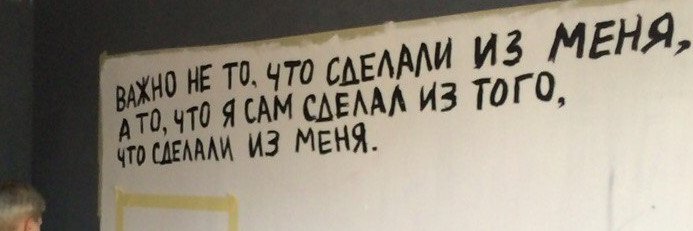 ВАЖНО НЕ ТО, ЧТО СДЕЛАЛИ ИЗ МЕНЯ,
А ТО, ЧТО Я САМ СДЕЛАЛ ИЗ ТОГО,
ЧТО СДЕЛАЛИ ИЗ МЕНЯ.